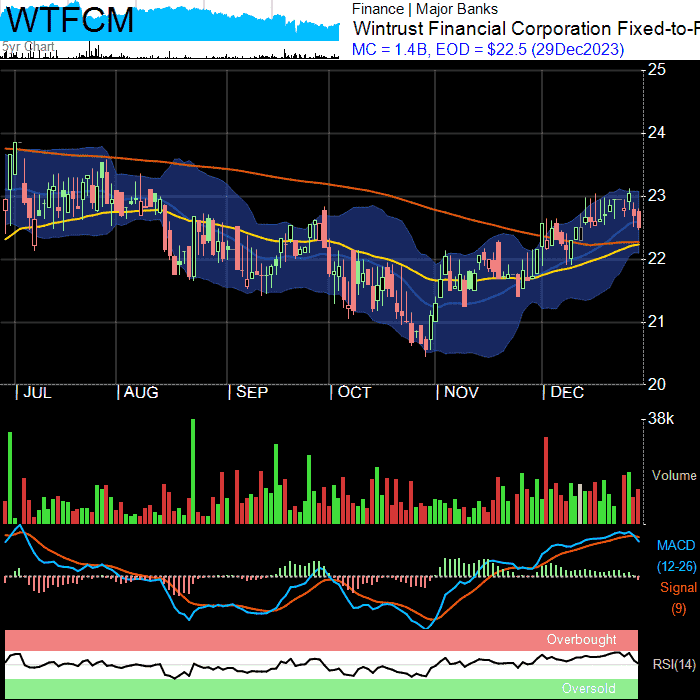 WTFCM
5yr Chart
Finance | Major Banks
Wintrust Financial Corporation Fixed-to-F
MC = 1.4B, EOD = $22.5 (29Dec2023)
25
24
23
22
21
20
JUL AUG SEP OCT NOV DEC
38k
Volume
MACD
(12-26)
Signal
(9)
Overbought
RSI(14)
Oversold